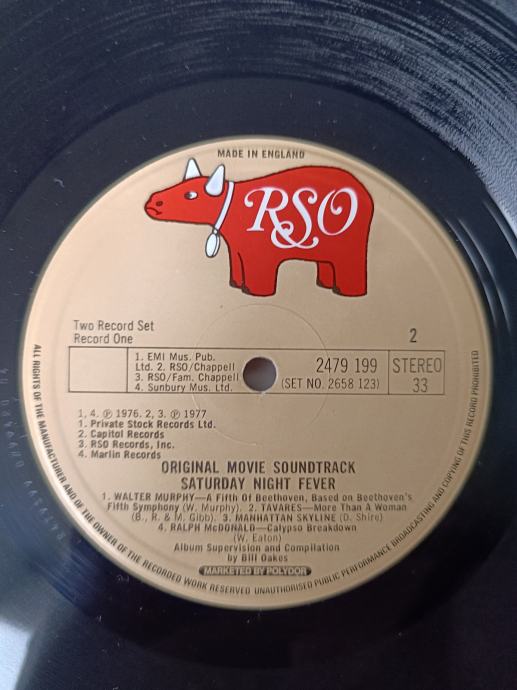 MADE IN ENGLAND
RSO
Two Record Set
Record One
2
1. EMI Mus. Pub.
Ltd. 2. RSO/Chappell
3. RSO/Fam. Chappell
4. Sunbury Mus. Ltd.
2479 199
(SET NO. 2658 123)
STEREO
33
1, 4. ℗ 1976. 2, 3. ℗ 1977
1. Private Stock Records Ltd.
2. Capitol Records
3. RSO Records, Inc.
4. Marlin Records
ORIGINAL MOVIE SOUNDTRACK
SATURDAY NIGHT FEVER
1. WALTER MURPHY—A Fifth Of Beethoven, Based on Beethoven's
Fifth Symphony (W. Murphy). 2. TAVARES—More Than A Woman
(B., R. & M. Gibb). 3. MANHATTAN SKYLINE (D. Shire)
4. RALPH McDONALD—Calypso Breakdown
(W. Eaton)
Album Supervision and Compilation
by Bill Oakes
MARKETED BY POLYDOR
ALL RIGHTS OF THE MANUFACTURER AND OF THE OWNER OF THE RECORDED WORK RESERVED UNAUTHORISED PUBLIC PERFORMANCE BROADCASTING AND COPYING OF THIS RECORD PROHIBITED